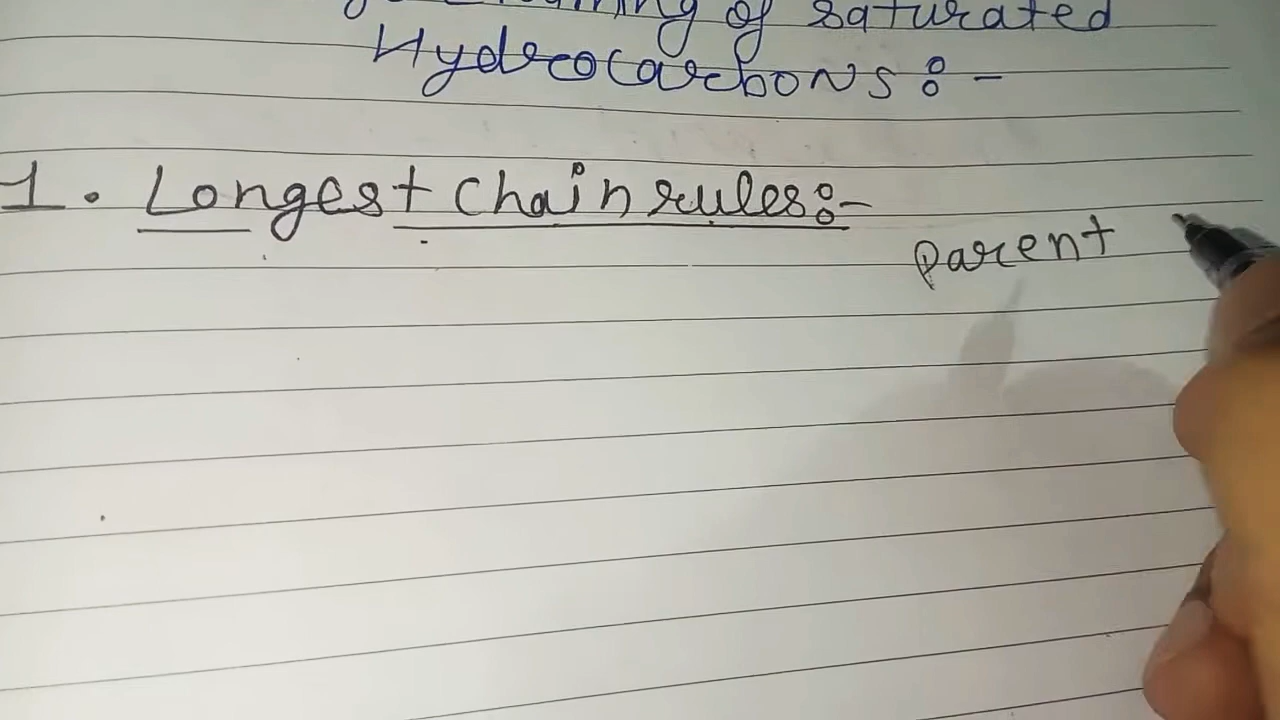 of saturated
Hydrocarbons:-
1. Longest chain rules:-
parent